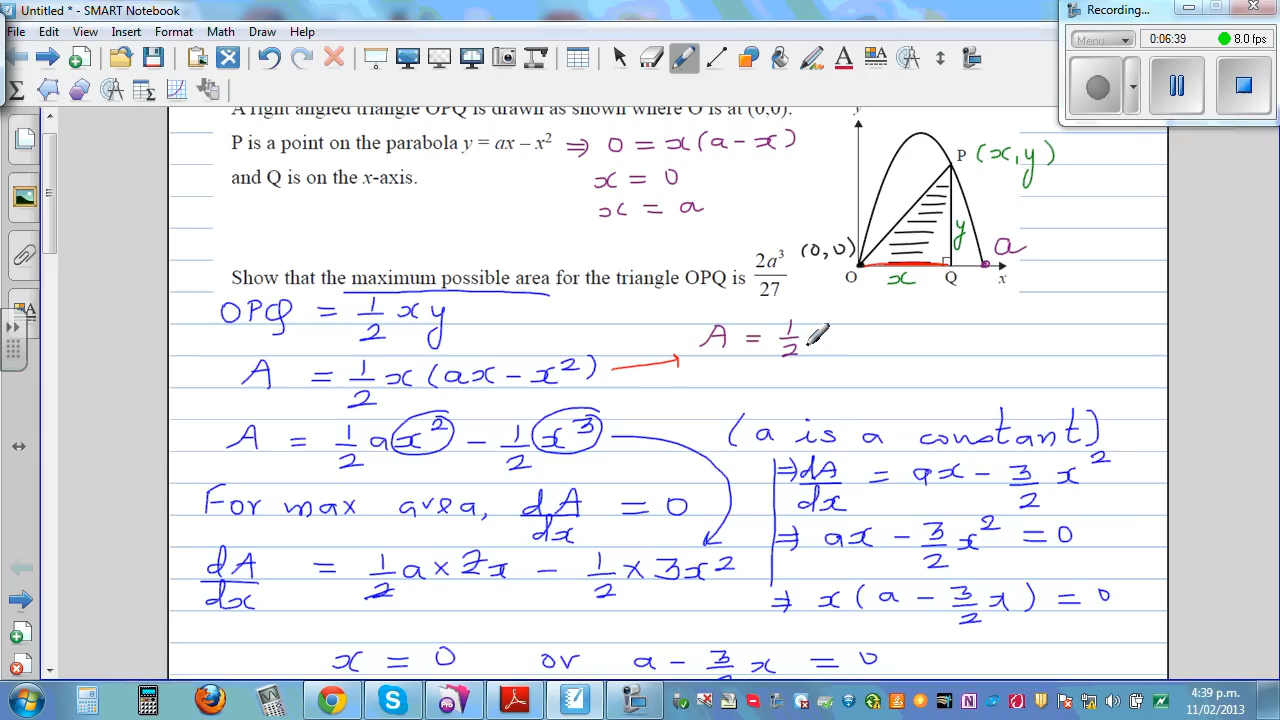 Untitled * - SMART Notebook
File Edit View Insert Format Math Draw Help
Recording...
Menu
0:06:39
8.0 fps
A right angled triangle OPQ is drawn as shown where O is at (0,0).
P is a point on the parabola y = ax – x² ⇒ 0 = x(a – x)
and Q is on the x-axis.
x = 0
x = a
y
P (x, y)
y
(0, 0)
a
O x Q x
Show that the maximum possible area for the triangle OPQ is 2a³/27
OPQ = 1/2 x y
A = 1/2
A = 1/2 x (ax – x²)
A = 1/2 a x² – 1/2 x³
(a is a constant)
⇒ dA/dx = ax – 3/2 x²
For max area, dA/dx = 0
⇒ ax – 3/2 x² = 0
dA/dx = 1/2 a × 2x – 1/2 × 3x²
⇒ x(a – 3/2 x) = 0
x = 0 or a – 3/2 x = 0
4:39 p.m.
11/02/2013